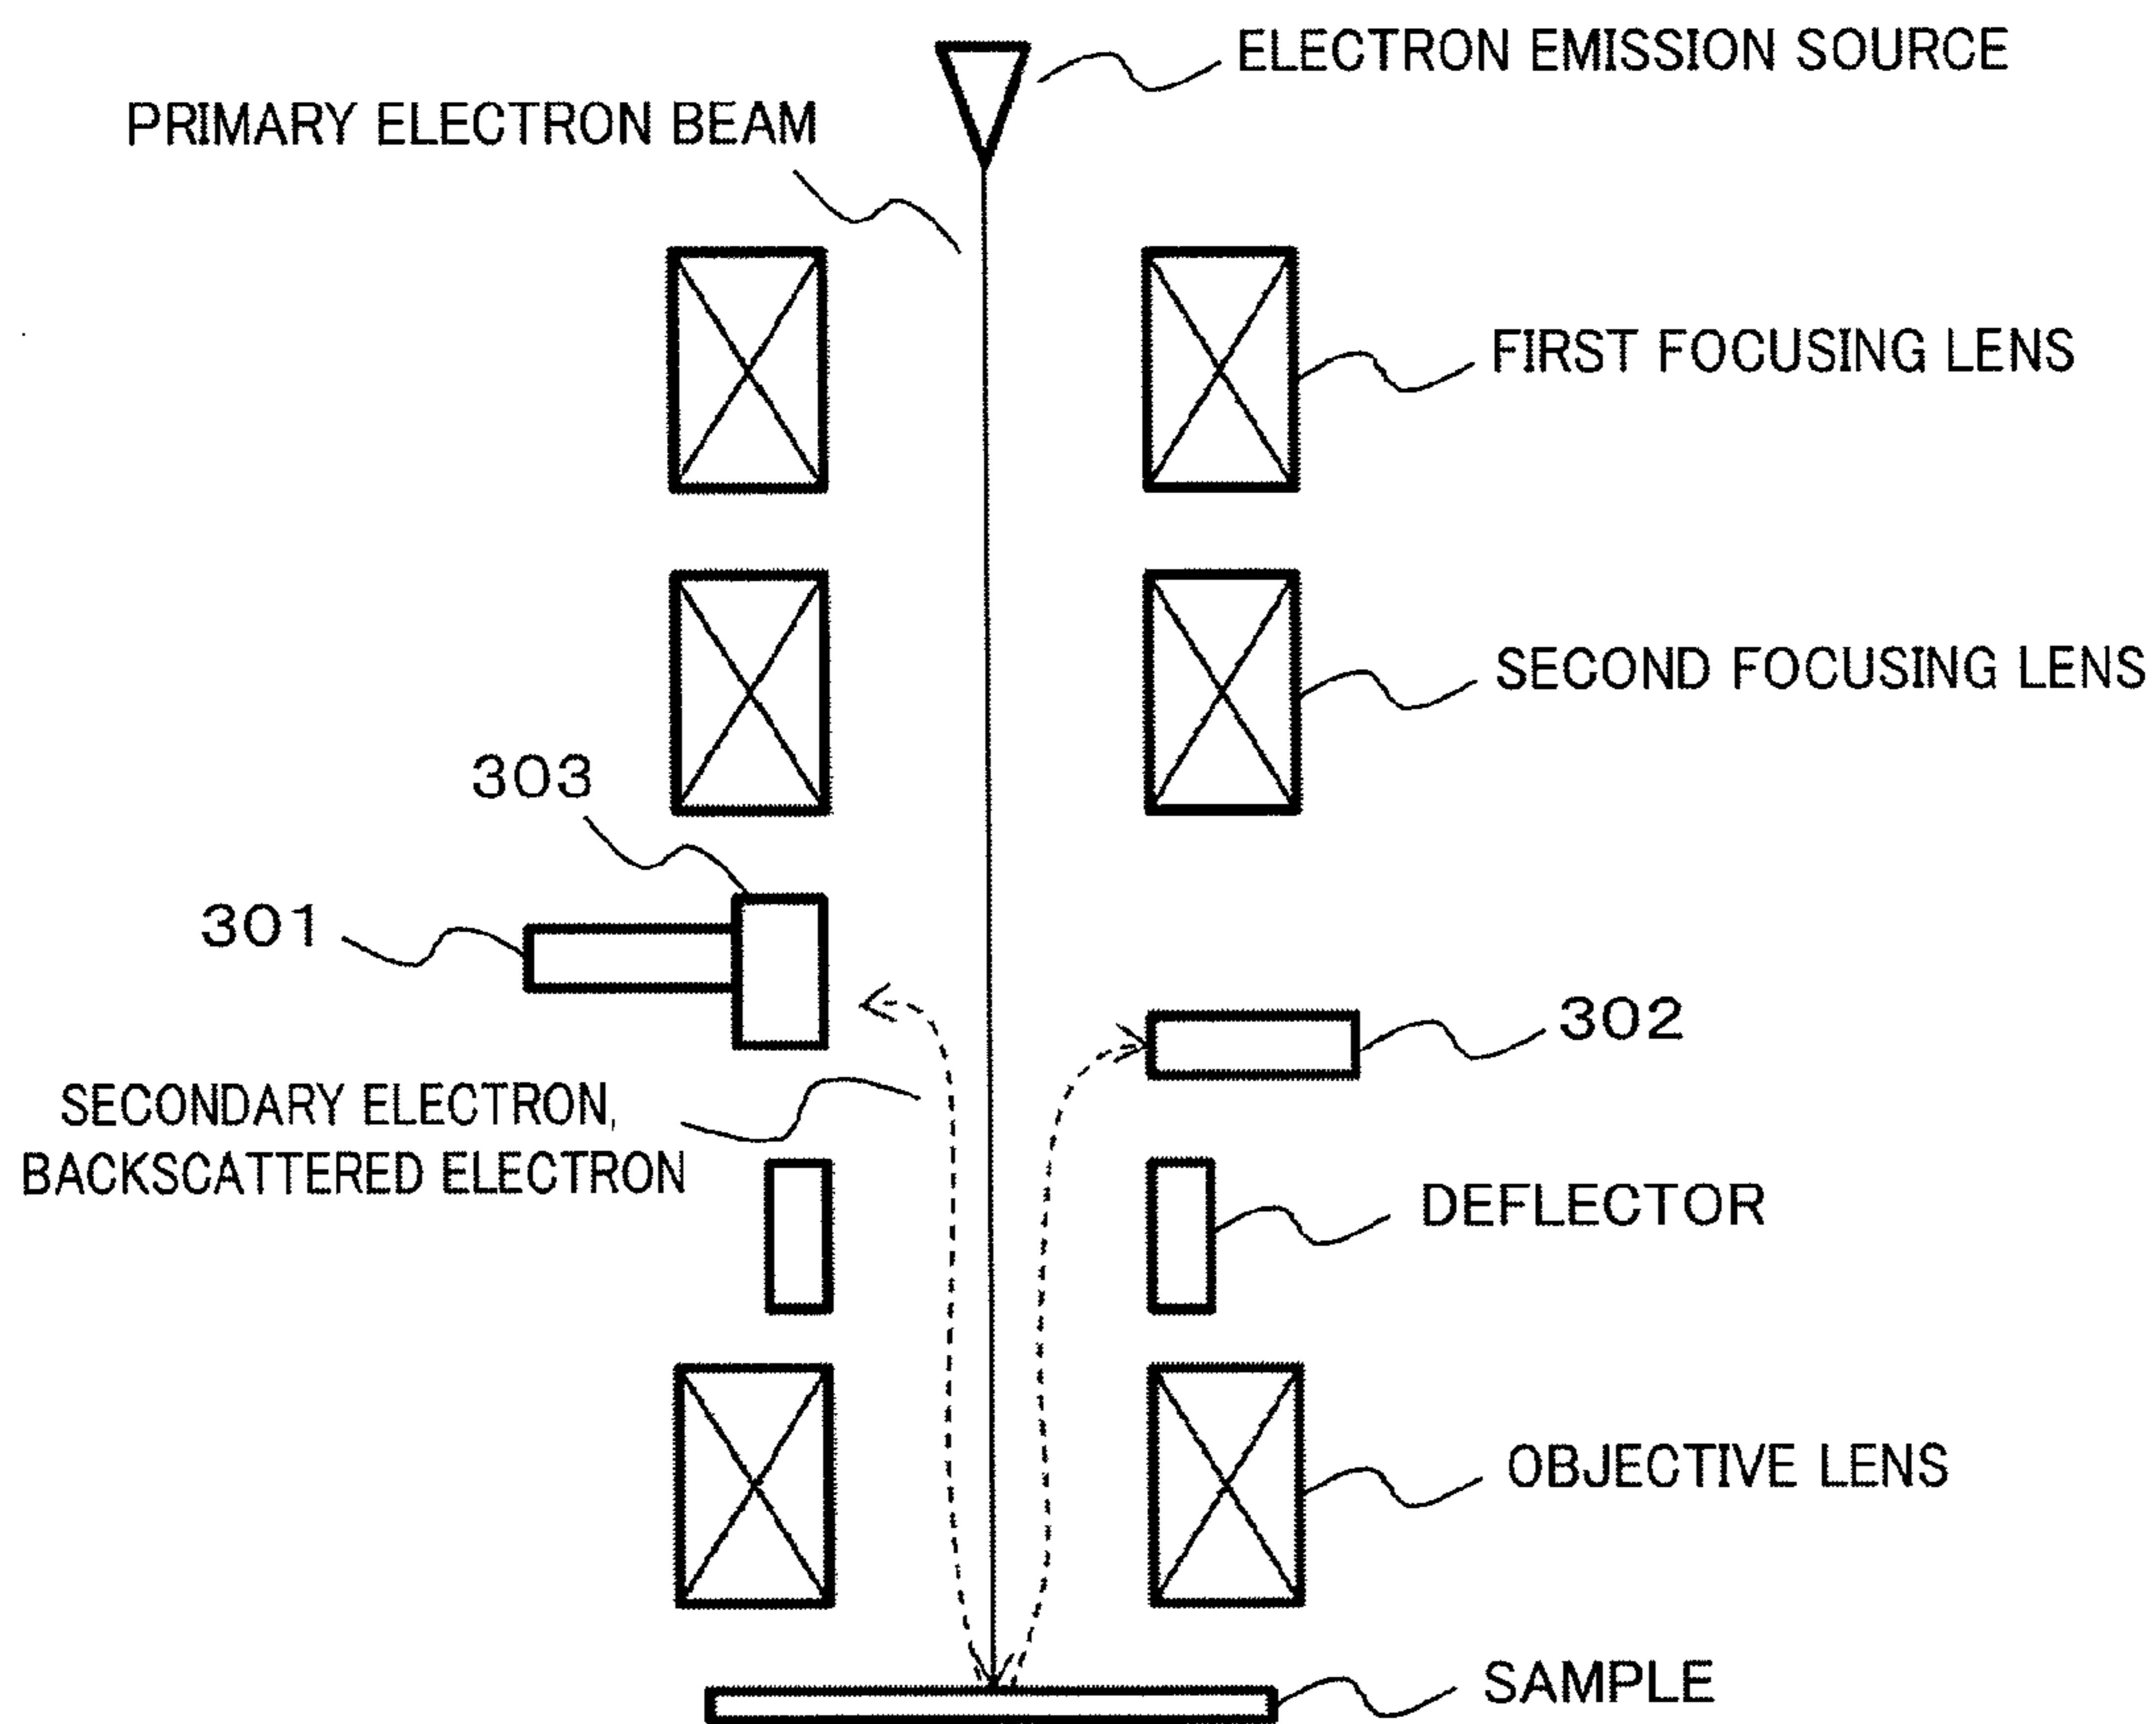 ELECTRON EMISSION SOURCE
PRIMARY ELECTRON BEAM
FIRST FOCUSING LENS
SECOND FOCUSING LENS
303
301
302
SECONDARY ELECTRON,
BACKSCATTERED ELECTRON
DEFLECTOR
OBJECTIVE LENS
SAMPLE